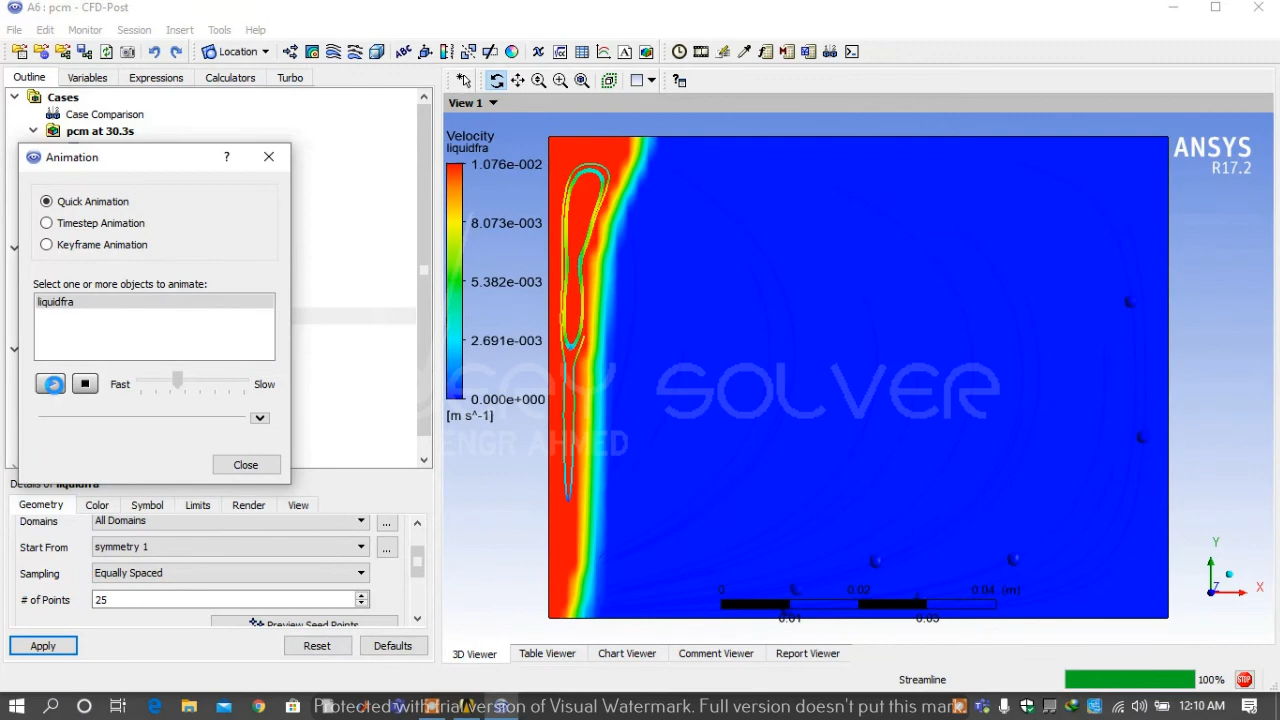 A6 : pcm - CFD-Post
File Edit Monitor Session Insert Tools Help
Location
Outline Variables Expressions Calculators Turbo
Cases
Case Comparison
pcm at 30.3s
View 1
Animation
?
Quick Animation
Timestep Animation
Keyframe Animation
Select one or more objects to animate:
liquidfra
Fast Slow
Close
Details of liquidfra
Geometry Color Symbol Limits Render View
Domains All Domains ...
Start From symmetry 1 ...
Sampling Equally Spaced
# of Points 25
Preview Seed Points
Apply Reset Defaults
Velocity
liquidfra
1.076e-002
8.073e-003
5.382e-003
2.691e-003
0.000e+000
[m s^-1]
ANSYS
R17.2
SOLVER
ENGR AHMED
0 0.02 0.04 (m)
0.01 0.03
Y
X
Z
3D Viewer Table Viewer Chart Viewer Comment Viewer Report Viewer
Streamline 100%
Protected with trial version of Visual Watermark. Full version doesn't put this mark.
12:10 AM